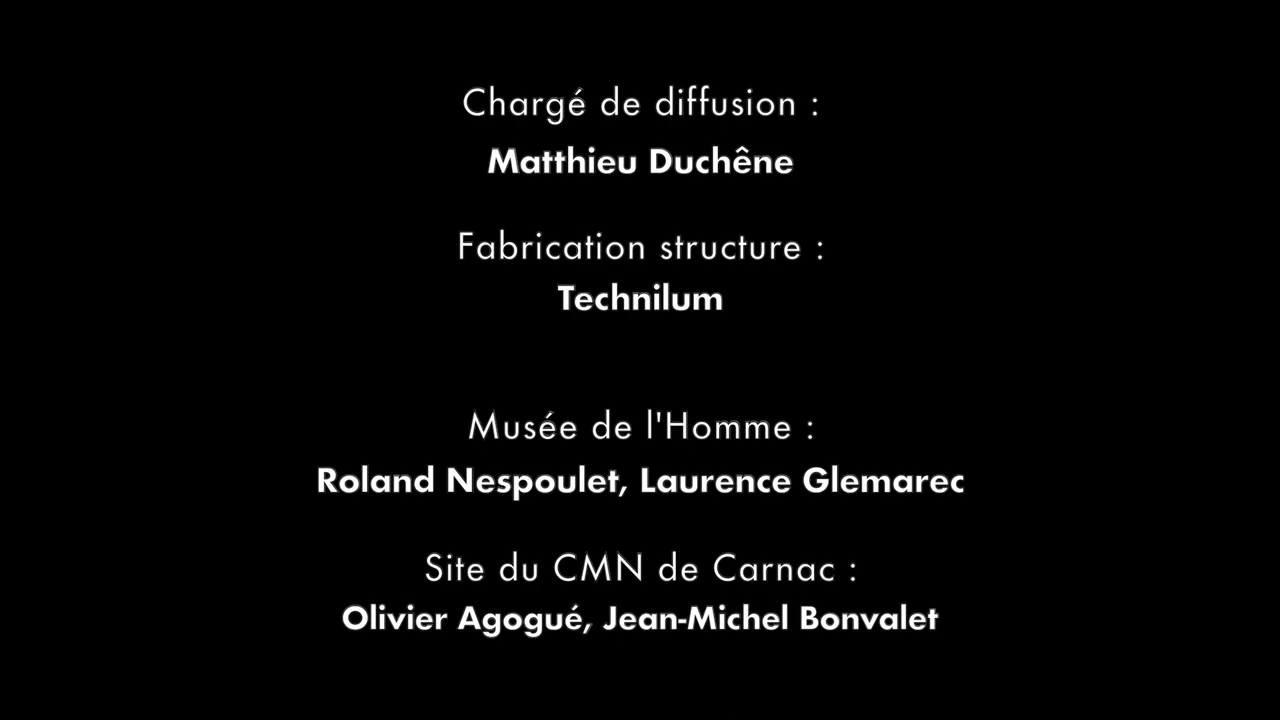 Chargé de diffusion :
Matthieu Duchêne
Fabrication structure :
Technilum
Musée de l'Homme :
Roland Nespoulet, Laurence Glemarec
Site du CMN de Carnac :
Olivier Agogué, Jean-Michel Bonvalet